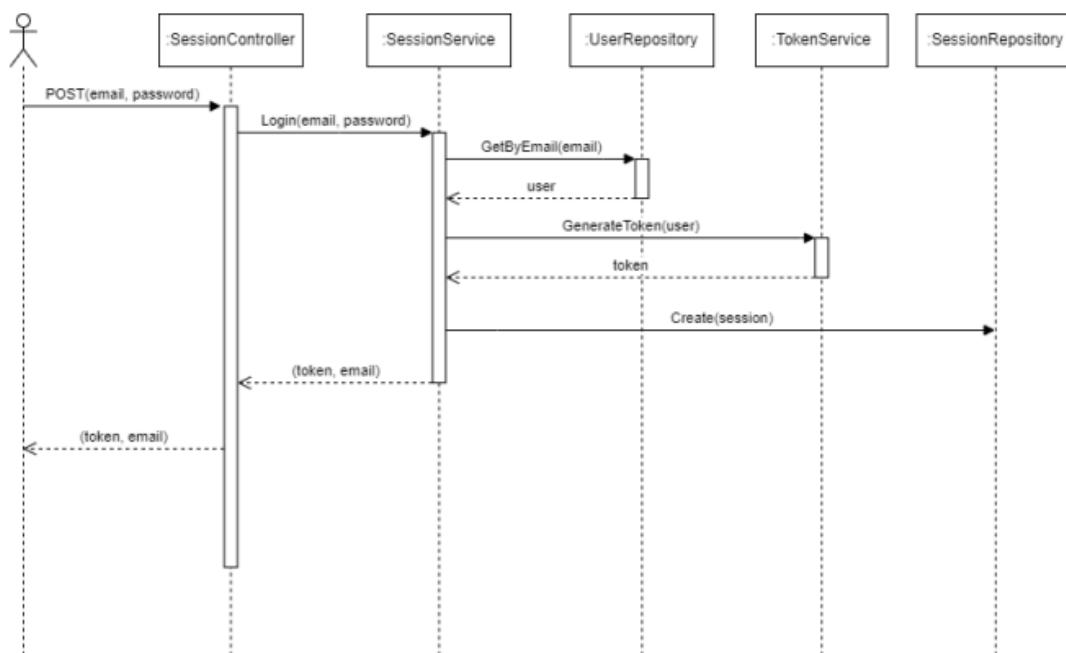 :SessionController
:SessionService
:UserRepository
:TokenService
:SessionRepository
POST(email, password)
Login(email, password)
GetByEmail(email)
user
GenerateToken(user)
token
Create(session)
(token, email)
(token, email)